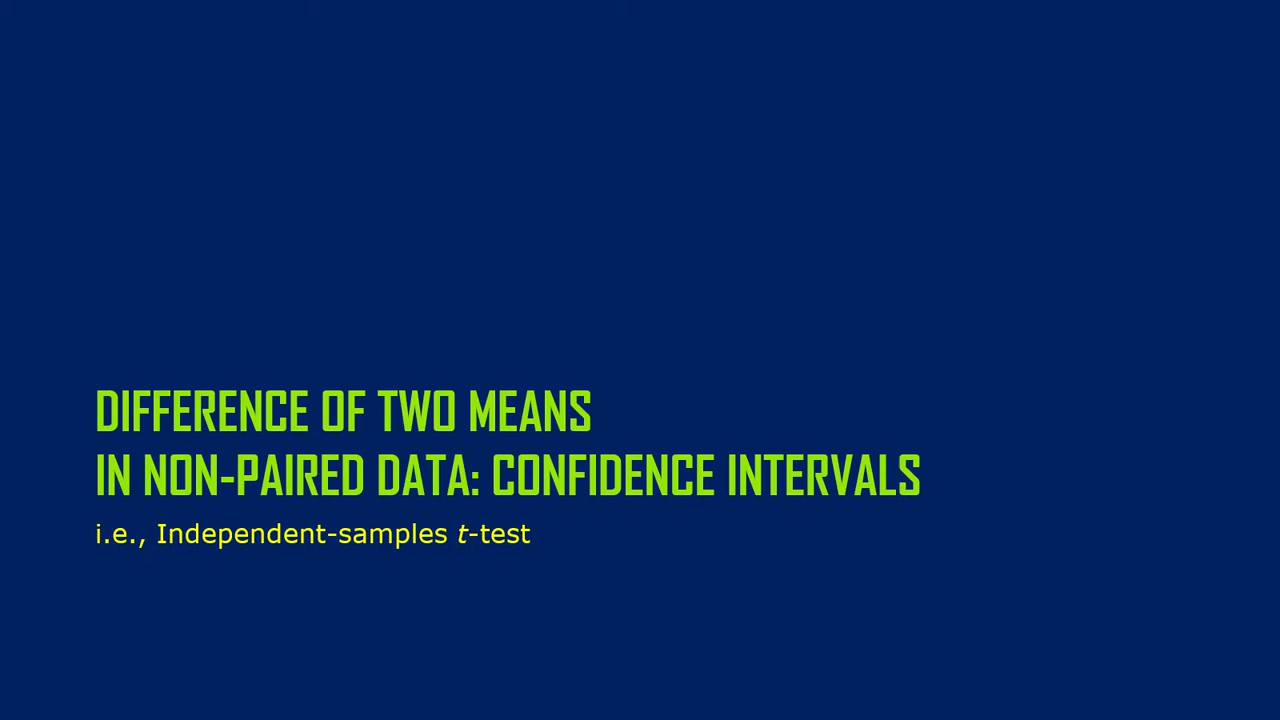 DIFFERENCE OF TWO MEANS
IN NON-PAIRED DATA: CONFIDENCE INTERVALS
i.e., Independent-samples t-test